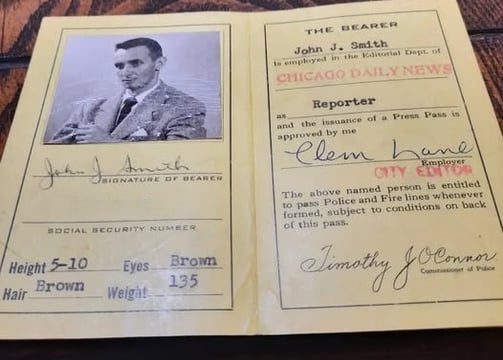 John J Smith
SIGNATURE OF BEARER
SOCIAL SECURITY NUMBER
Height 5-10 Eyes Brown
Hair Brown Weight 135
THE BEARER
John J. Smith
is employed in the Editorial Dept. of
CHICAGO DAILY NEWS
as Reporter
and the issuance of a Press Pass is
approved by me
Clem Lane
Employer
CITY EDITOR
The above named person is entitled
to pass Police and Fire lines whenever
formed, subject to conditions on back
of this pass.
Timothy J O'Connor
Commissioner of Police